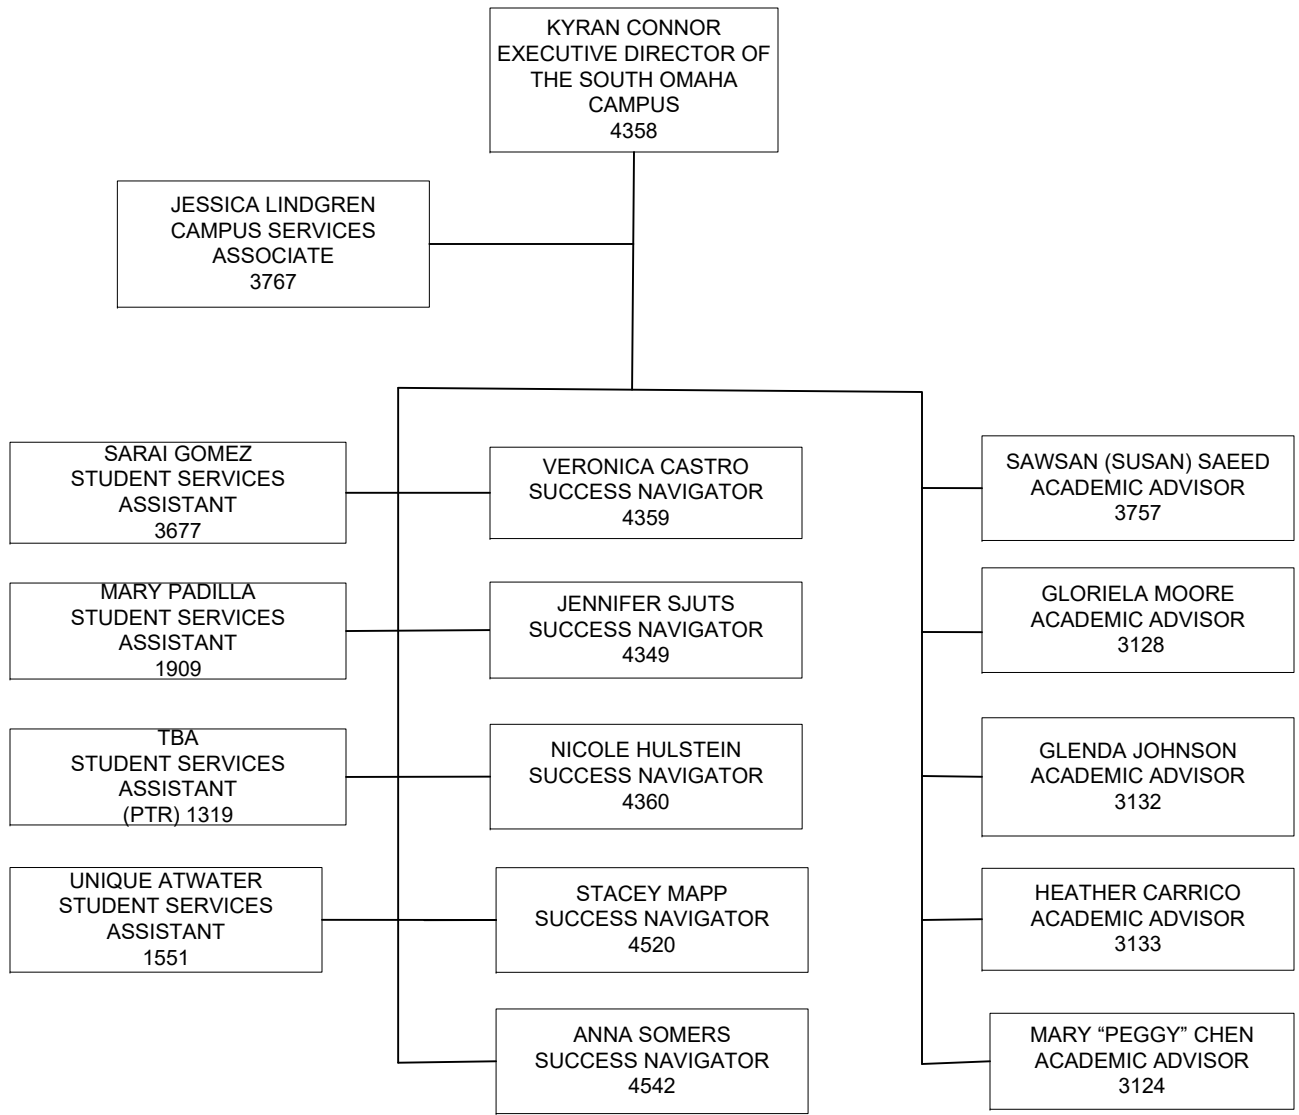 KYRAN CONNOR
EXECUTIVE DIRECTOR OF
THE SOUTH OMAHA
CAMPUS
4358
JESSICA LINDGREN
CAMPUS SERVICES
ASSOCIATE
3767
SARAI GOMEZ
STUDENT SERVICES
ASSISTANT
3677
VERONICA CASTRO
SUCCESS NAVIGATOR
4359
SAWSAN (SUSAN) SAEED
ACADEMIC ADVISOR
3757
MARY PADILLA
STUDENT SERVICES
ASSISTANT
1909
JENNIFER SJUTS
SUCCESS NAVIGATOR
4349
GLORIELA MOORE
ACADEMIC ADVISOR
3128
TBA
STUDENT SERVICES
ASSISTANT
(PTR) 1319
NICOLE HULSTEIN
SUCCESS NAVIGATOR
4360
GLENDA JOHNSON
ACADEMIC ADVISOR
3132
UNIQUE ATWATER
STUDENT SERVICES
ASSISTANT
1551
STACEY MAPP
SUCCESS NAVIGATOR
4520
HEATHER CARRICO
ACADEMIC ADVISOR
3133
ANNA SOMERS
SUCCESS NAVIGATOR
4542
MARY “PEGGY” CHEN
ACADEMIC ADVISOR
3124